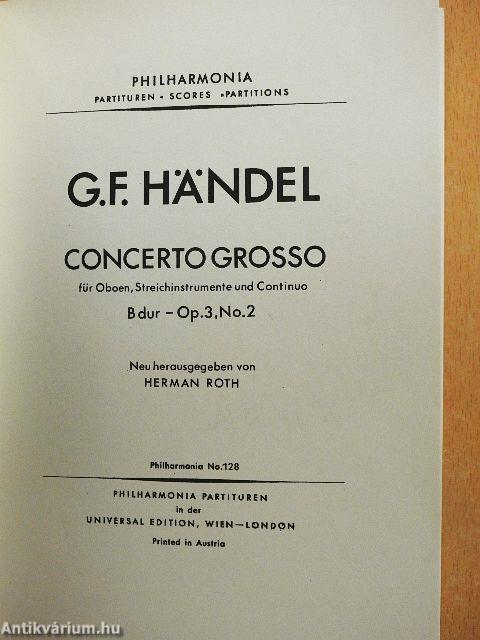 PHILHARMONIA
PARTITUREN • SCORES • PARTITIONS
G.F. HÄNDEL
CONCERTO GROSSO
für Oboen, Streichinstrumente und Continuo
B dur – Op. 3, No. 2
Neu herausgegeben von
HERMAN ROTH
Philharmonia No. 128
PHILHARMONIA PARTITUREN
in der
UNIVERSAL EDITION, WIEN—LONDON
Printed in Austria
Antikvárium.hu